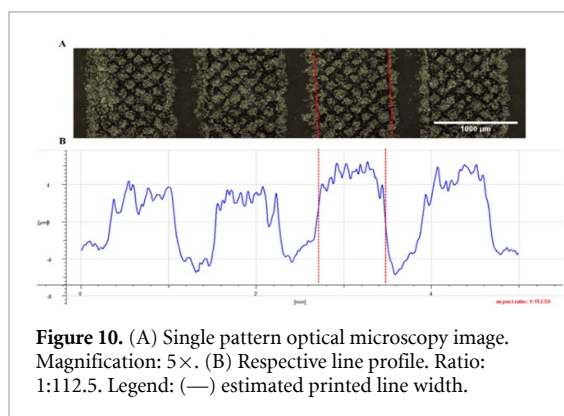 A
1000 µm
B
4
[µm]0
-4
-8
0
2
[mm]
4
aspect ratio: 1:112.50
Figure 10. (A) Single pattern optical microscopy image.
Magnification: 5×. (B) Respective line profile. Ratio:
1:112.5. Legend: (—) estimated printed line width.